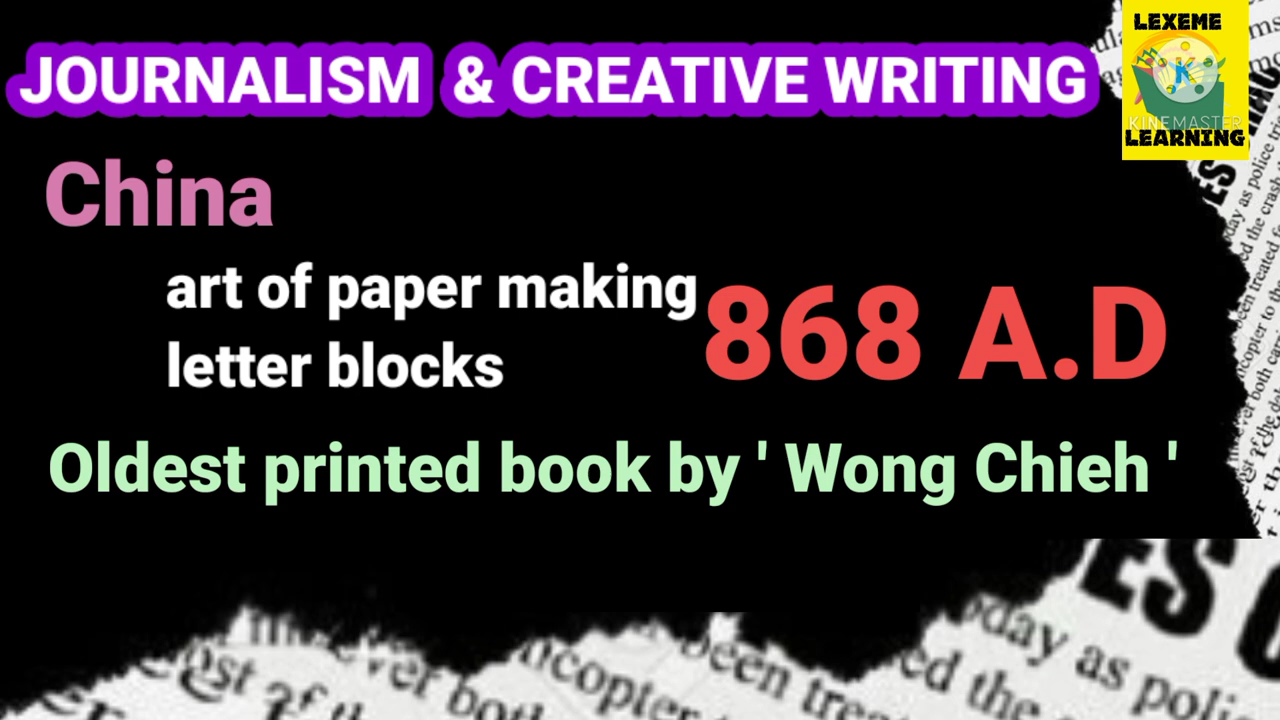 JOURNALISM & CREATIVE WRITING
LEXEME
KINEMASTER
LEARNING
China
art of paper making
letter blocks
868 A.D
Oldest printed book by ' Wong Chieh '